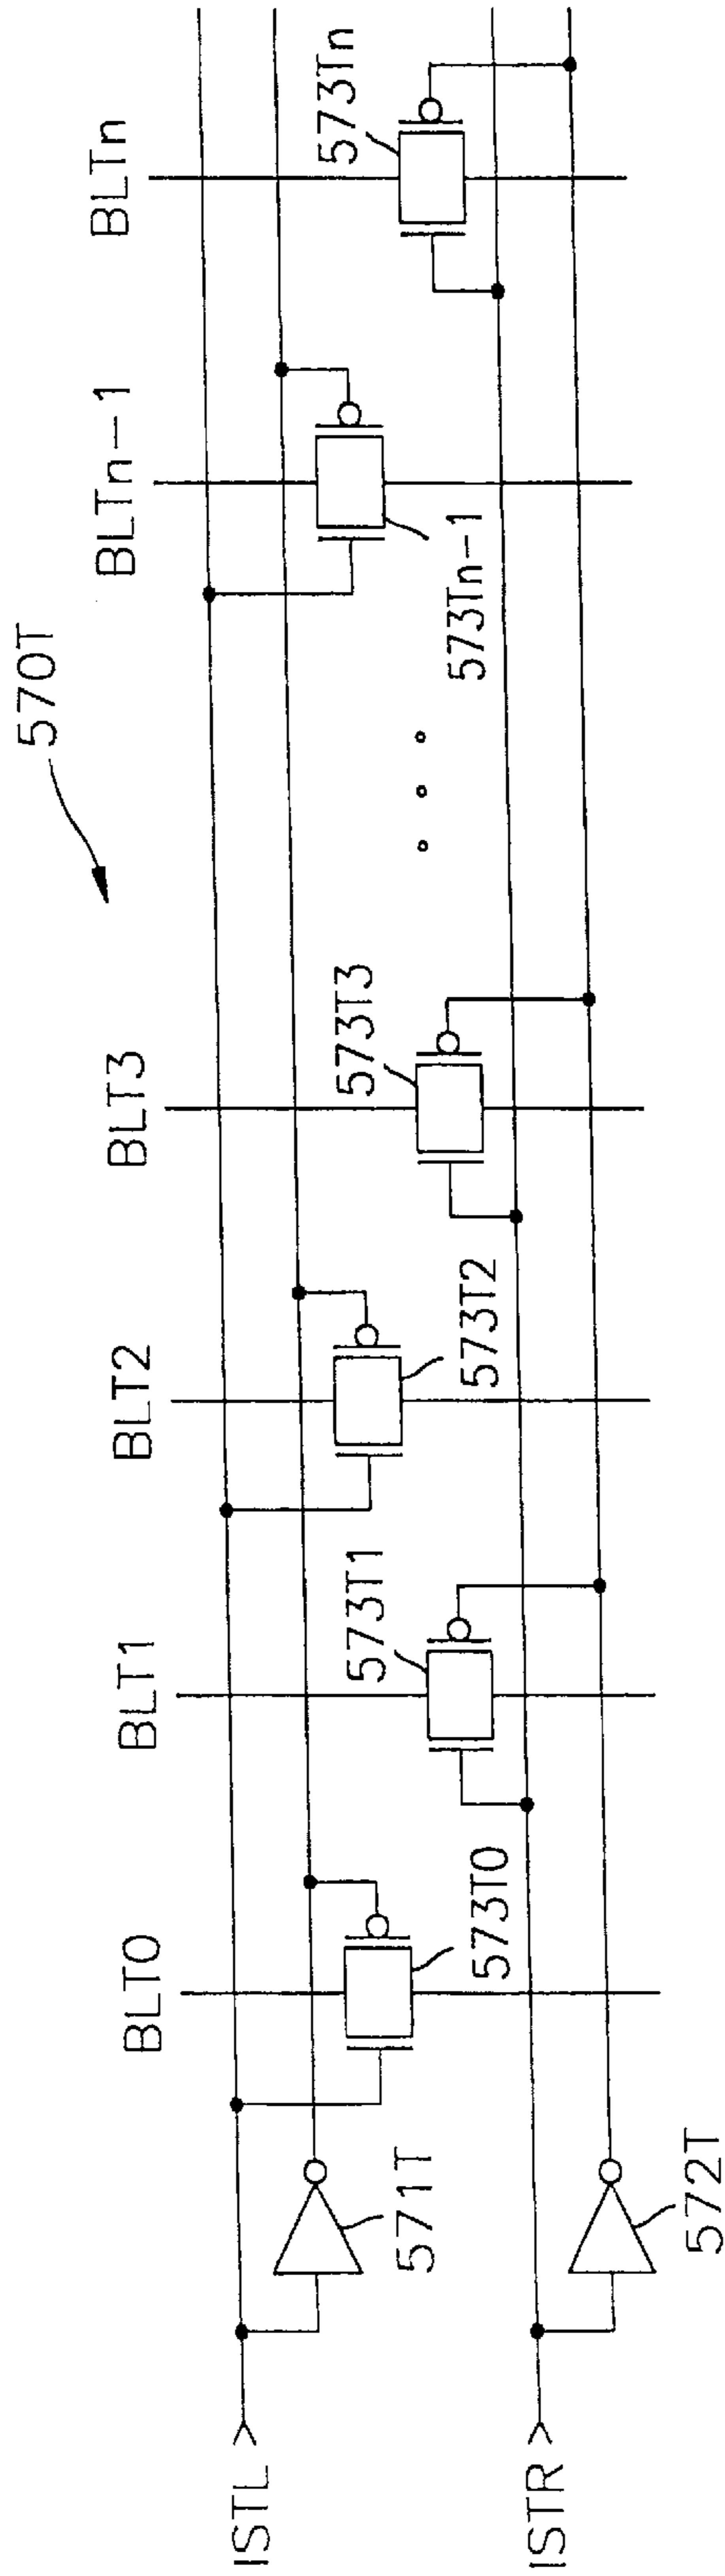 570T
BLT0
BLT1
BLT2
BLT3
BLTn-1
BLTn
573T0
573T1
573T2
573T3
573Tn-1
573Tn
ISTL
571T
ISTR
572T